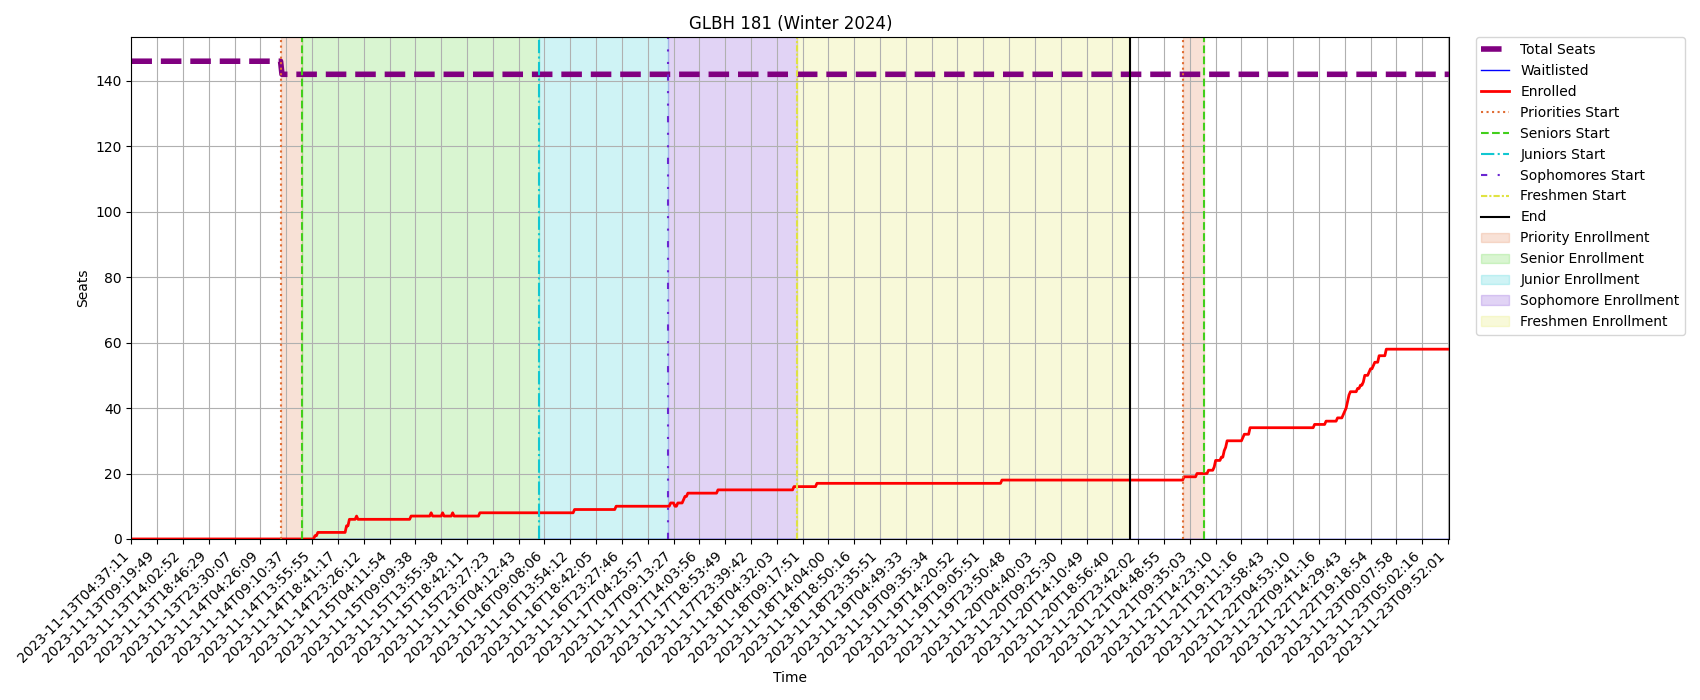 GLBH 181 (Winter 2024)
Seats
140
120
100
80
60
40
20
0
2023-11-13T04:37:11
2023-11-13T09:19:49
2023-11-13T14:02:52
2023-11-13T18:46:29
2023-11-13T23:30:07
2023-11-14T04:26:09
2023-11-14T09:10:37
2023-11-14T13:55:55
2023-11-14T18:41:17
2023-11-14T23:26:12
2023-11-15T04:11:54
2023-11-15T09:09:38
2023-11-15T13:55:38
2023-11-15T18:42:11
2023-11-15T23:27:23
2023-11-16T04:12:43
2023-11-16T09:08:06
2023-11-16T13:54:12
2023-11-16T18:42:05
2023-11-16T23:27:46
2023-11-17T04:25:57
2023-11-17T09:13:27
2023-11-17T14:03:56
2023-11-17T18:53:49
2023-11-17T23:39:42
2023-11-18T04:32:03
2023-11-18T09:17:51
2023-11-18T14:04:00
2023-11-18T18:50:16
2023-11-18T23:35:51
2023-11-19T04:49:33
2023-11-19T09:35:34
2023-11-19T14:20:52
2023-11-19T19:05:51
2023-11-19T23:50:48
2023-11-20T04:40:03
2023-11-20T09:25:30
2023-11-20T14:10:49
2023-11-20T18:56:40
2023-11-20T23:42:02
2023-11-21T04:48:55
2023-11-21T09:35:03
2023-11-21T14:23:10
2023-11-21T19:11:16
2023-11-21T23:58:43
2023-11-22T04:53:10
2023-11-22T09:41:16
2023-11-22T14:29:43
2023-11-22T19:18:54
2023-11-23T00:07:58
2023-11-23T05:02:16
2023-11-23T09:52:01
Time
Total Seats
Waitlisted
Enrolled
Priorities Start
Seniors Start
Juniors Start
Sophomores Start
Freshmen Start
End
Priority Enrollment
Senior Enrollment
Junior Enrollment
Sophomore Enrollment
Freshmen Enrollment